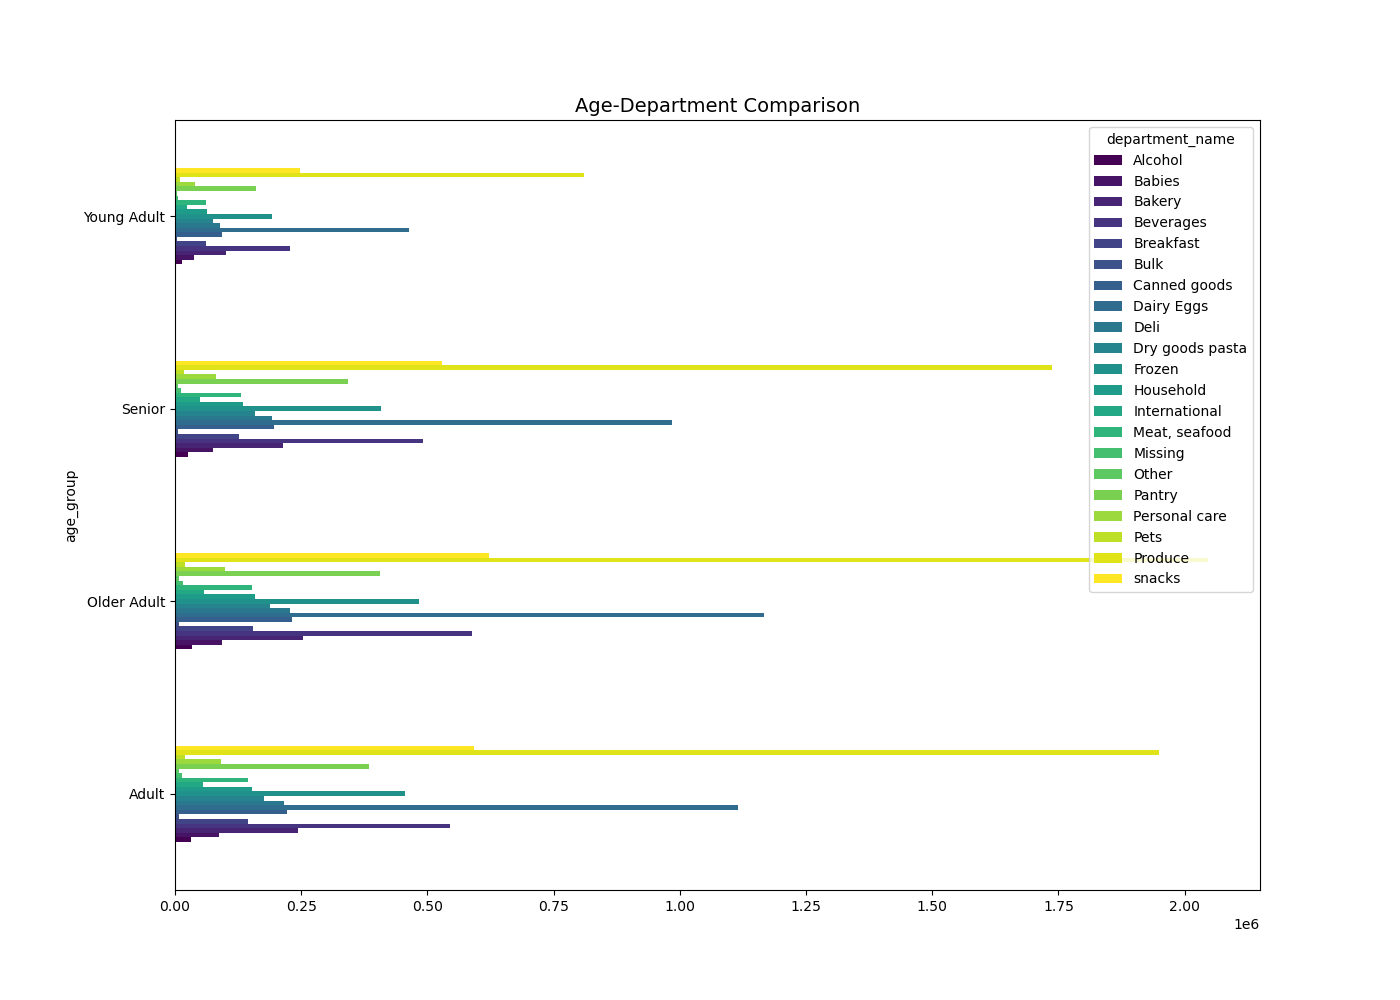 Age-Department Comparison
department_name
Alcohol
Babies
Bakery
Beverages
Breakfast
Bulk
Canned goods
Dairy Eggs
Deli
Dry goods pasta
Frozen
Household
International
Meat, seafood
Missing
Other
Pantry
Personal care
Pets
Produce
snacks
Young Adult
Senior
Older Adult
Adult
age_group
0.00 0.25 0.50 0.75 1.00 1.25 1.50 1.75 2.00
1e6